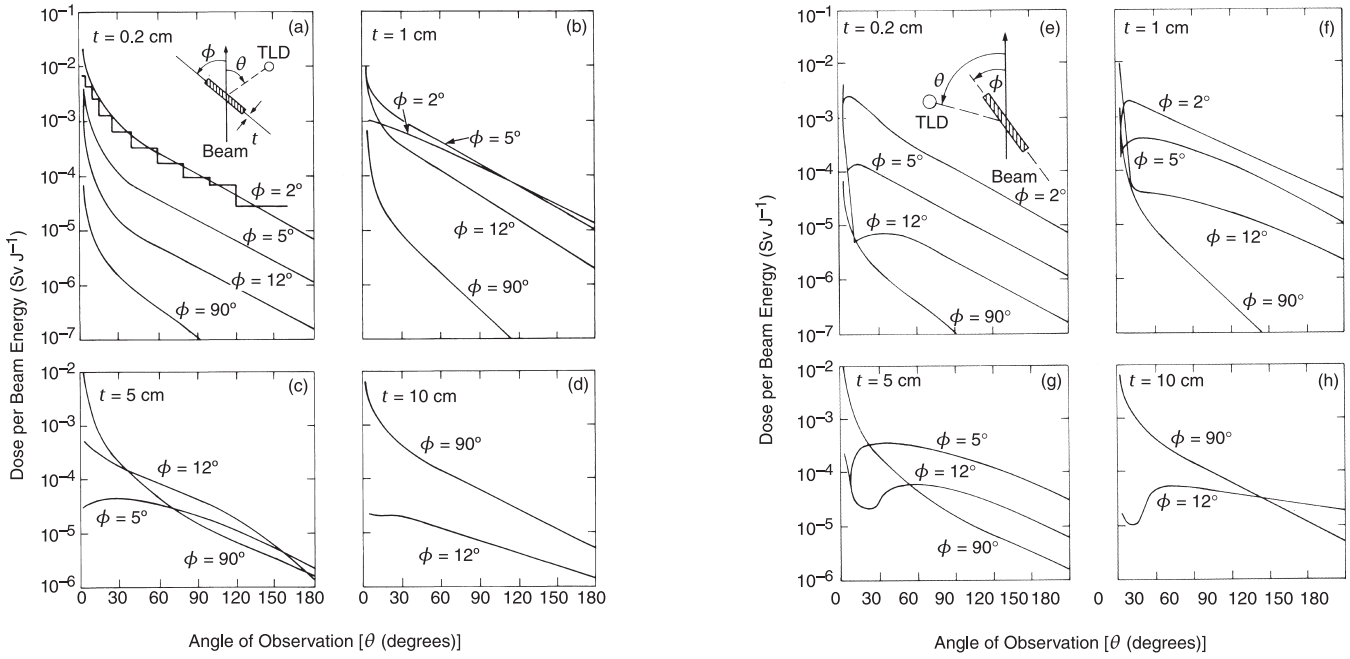 Dose per Beam Energy (Sv J⁻¹)
10⁻¹
10⁻²
10⁻³
10⁻⁴
10⁻⁵
10⁻⁶
10⁻⁷
(a)
t = 0.2 cm
ϕ
θ
TLD
t
Beam
ϕ = 2°
ϕ = 5°
ϕ = 12°
ϕ = 90°
(b)
t = 1 cm
ϕ = 2°
ϕ = 5°
ϕ = 12°
ϕ = 90°
10⁻²
10⁻³
10⁻⁴
10⁻⁵
10⁻⁶
(c)
t = 5 cm
ϕ = 12°
ϕ = 5°
ϕ = 90°
0 30 60 90 120 150 180
(d)
t = 10 cm
ϕ = 90°
ϕ = 12°
0 30 60 90 120 150 180
Angle of Observation [θ (degrees)]
Dose per Beam Energy (Sv J⁻¹)
10⁻¹
10⁻²
10⁻³
10⁻⁴
10⁻⁵
10⁻⁶
10⁻⁷
(e)
t = 0.2 cm
θ
ϕ
TLD
Beam
ϕ = 2°
ϕ = 5°
ϕ = 12°
ϕ = 90°
(f)
t = 1 cm
ϕ = 2°
ϕ = 5°
ϕ = 12°
ϕ = 90°
10⁻²
10⁻³
10⁻⁴
10⁻⁵
10⁻⁶
(g)
t = 5 cm
ϕ = 5°
ϕ = 12°
ϕ = 90°
0 30 60 90 120 150 180
(h)
t = 10 cm
ϕ = 90°
ϕ = 12°
0 30 60 90 120 150 180
Angle of Observation [θ (degrees)]